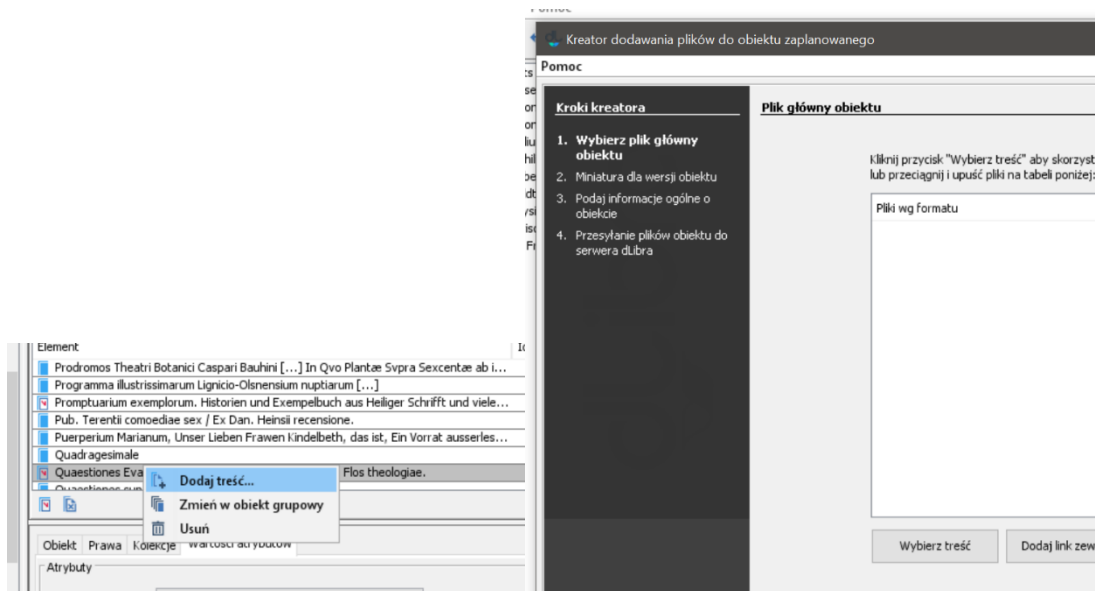 Element
Prodromos Theatri Botanici Caspari Bauhini [...] In Qvo Plantæ Svpra Sexcentæ ab i...
Programma illustrissimarum Lignicio-Olsnensium nuptiarum [...]
Promptuarium exemplorum. Historien und Exempelbuch aus Heiliger Schrifft und viele...
Pub. Terentii comoediae sex / Ex Dan. Heinsii recensione.
Puerperium Marianum, Unser Lieben Frawen Kindelbeth, das ist, Ein Vorrat ausserles...
Quadragesimale
Quaestiones Eva
Flos theologiae.
Dodaj treść...
Zmień w obiekt grupowy
Usuń
Obiekt Prawa Kolekcje Wartości atrybutów
Atrybuty
Kreator dodawania plików do obiektu zaplanowanego
Pomoc
Kroki kreatora
1. Wybierz plik główny
obiektu
2. Miniatura dla wersji obiektu
3. Podaj informacje ogólne o
obiekcie
4. Przesyłanie plików obiektu do
serwera dLibra
Plik główny obiektu
Kliknij przycisk "Wybierz treść" aby skorzyst
lub przeciągnij i upuść pliki na tabeli poniżej:
Pliki wg formatu
Wybierz treść
Dodaj link zew